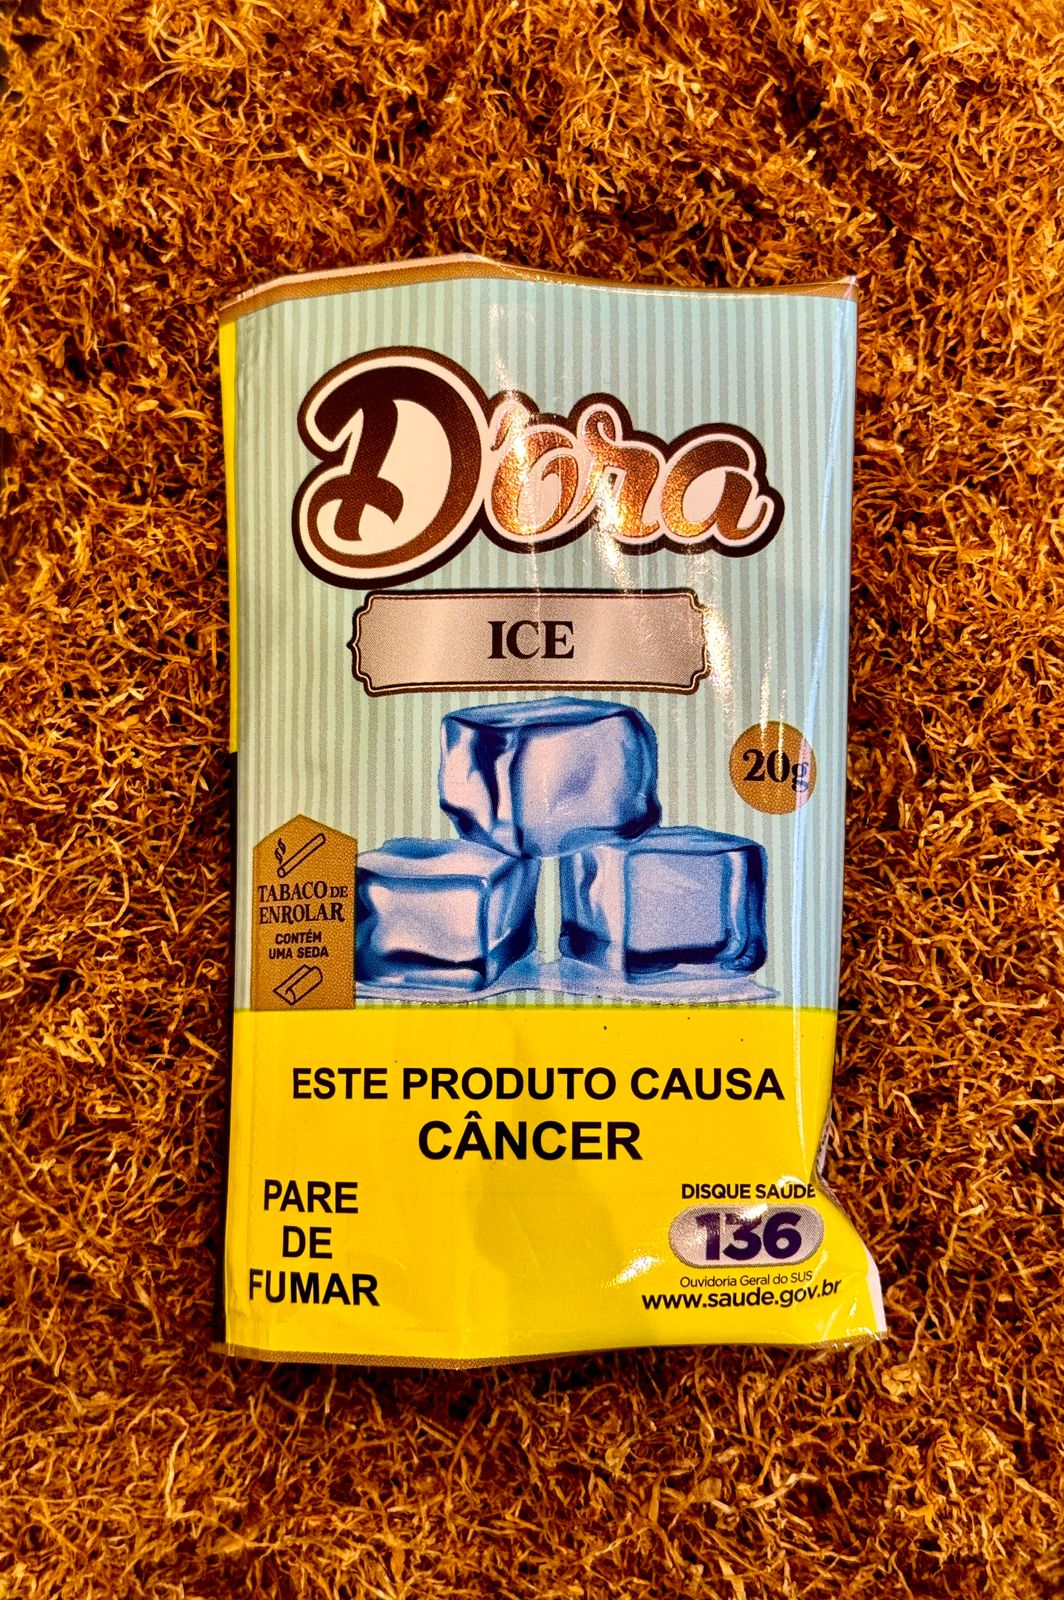 D'ora
ICE
20g
TABACO DE
ENROLAR
CONTÉM
UMA SEDA
ESTE PRODUTO CAUSA
CÂNCER
PARE
DE
FUMAR
DISQUE SAÚDE
136
Ouvidoria Geral do SUS
www.saude.gov.br